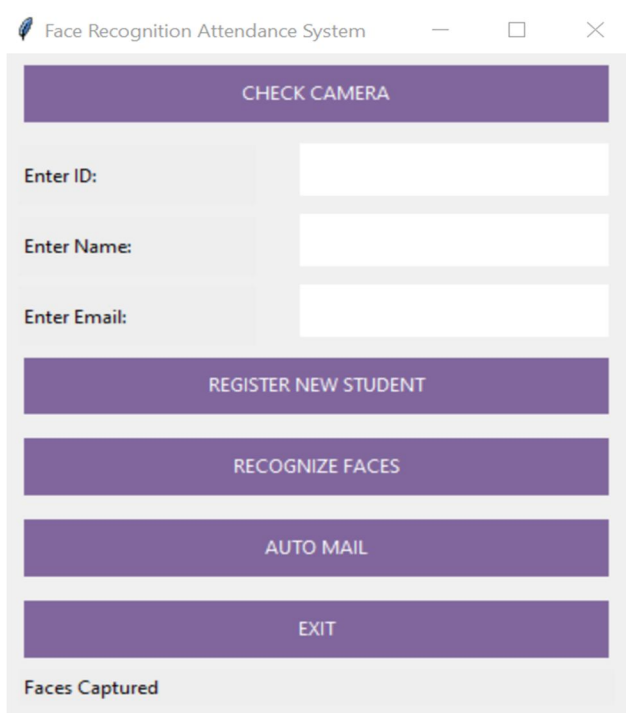 Face Recognition Attendance System
CHECK CAMERA
Enter ID:
Enter Name:
Enter Email:
REGISTER NEW STUDENT
RECOGNIZE FACES
AUTO MAIL
EXIT
Faces Captured